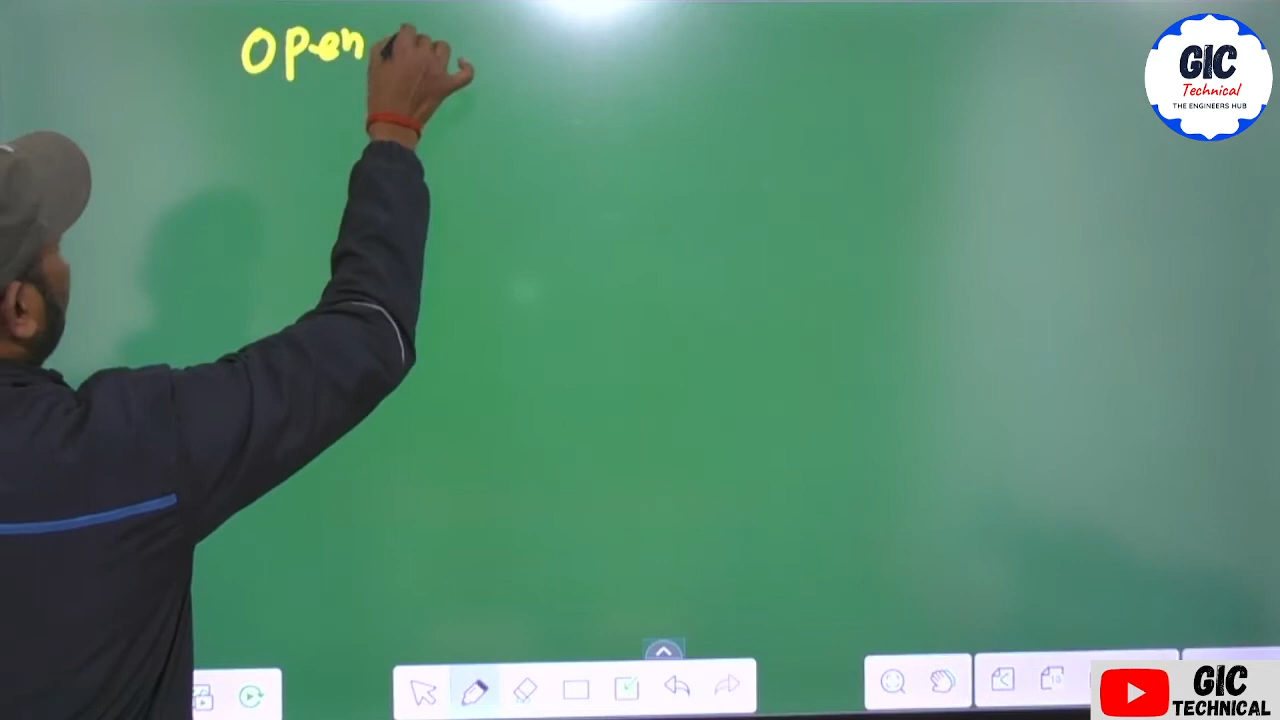 Open
GIC
Technical
THE ENGINEERS HUB
GIC
TECHNICAL